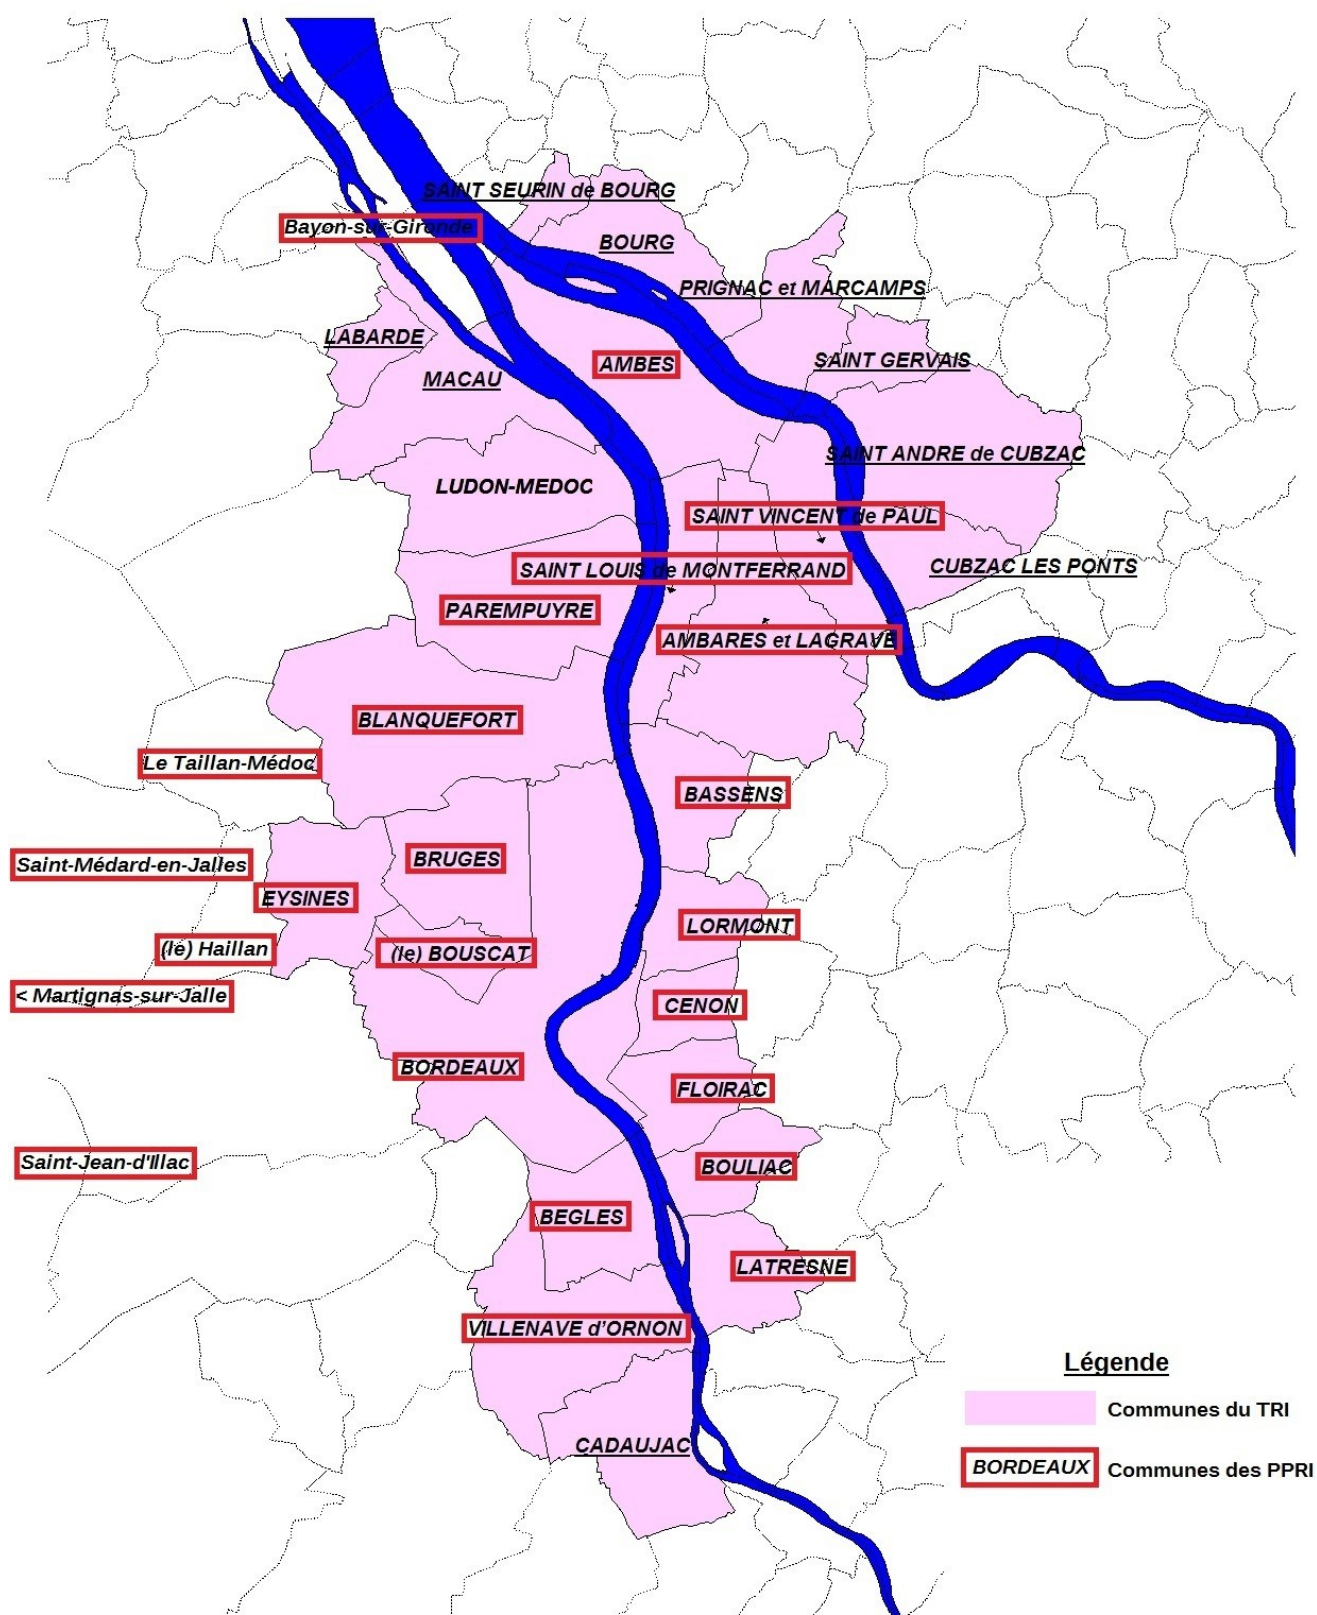 SAINT SEURIN de BOURG
Bayon-sur-Gironde
BOURG
PRIGNAC et MARCAMPS
LABARDE
AMBES
SAINT GERVAIS
MACAU
SAINT ANDRE de CUBZAC
LUDON-MEDOC
SAINT VINCENT de PAUL
SAINT LOUIS de MONTFERRAND
CUBZAC LES PONTS
PAREMPUYRE
AMBARES et LAGRAVE
BLANQUEFORT
Le Taillan-Médoc
BASSENS
BRUGES
Saint-Médard-en-Jalles
EYSINES
LORMONT
(le) Haillan
(le) BOUSCAT
< Martignas-sur-Jalle
CENON
BORDEAUX
FLOIRAC
Saint-Jean-d'Illac
BOULIAC
BEGLES
LATRESNE
VILLENAVE d'ORNON
Légende
Communes du TRI
CADAUJAC
BORDEAUX Communes des PPRI